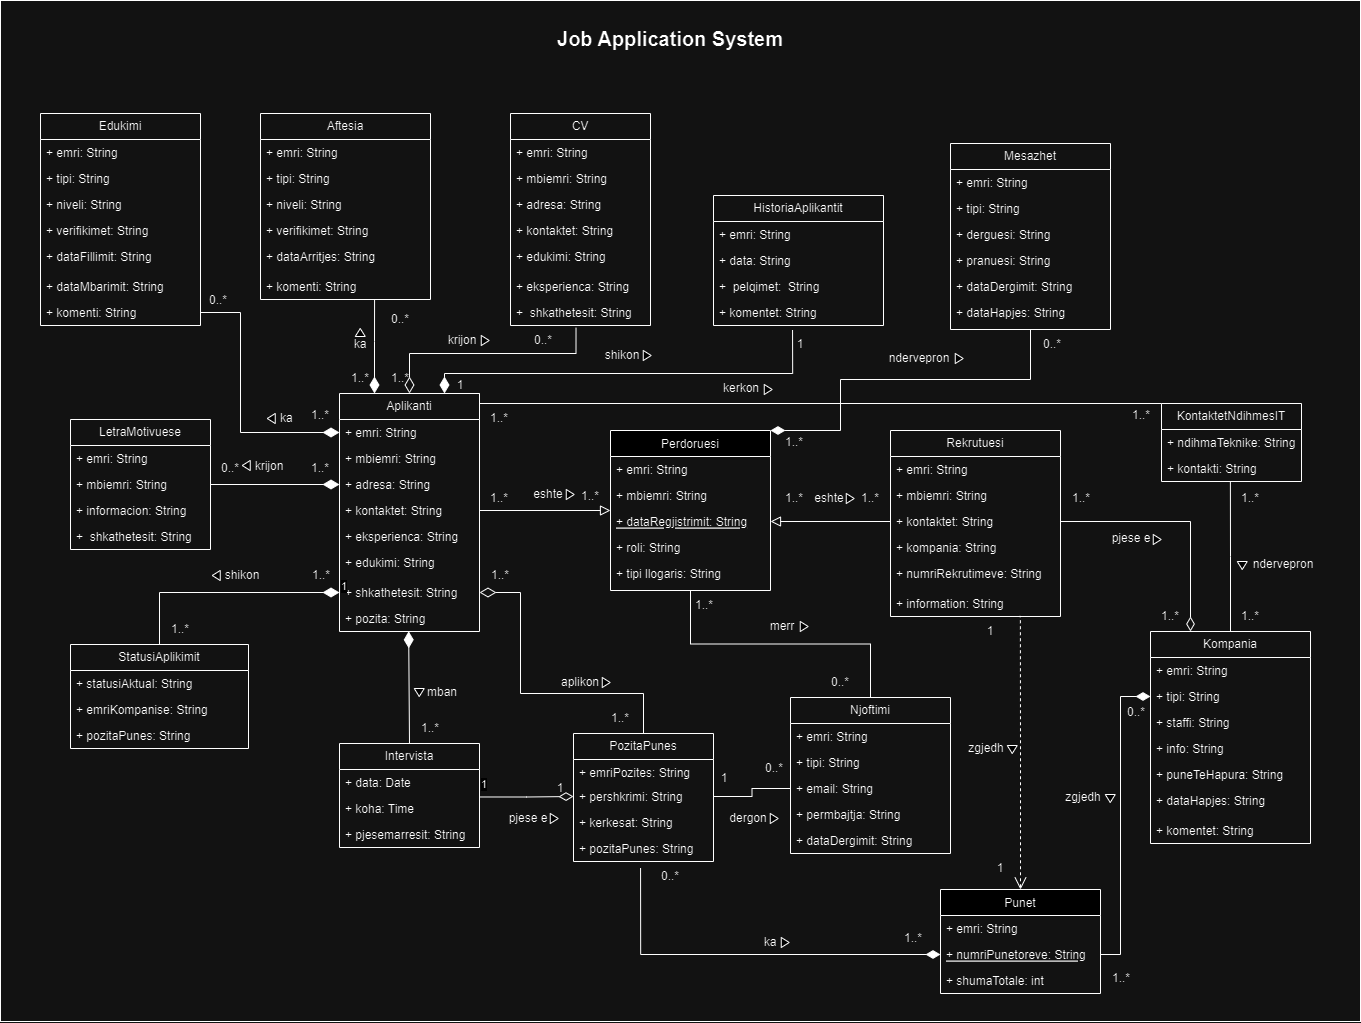 Job Application System
Edukimi
+ emri: String
+ tipi: String
+ niveli: String
+ verifikimet: String
+ dataFillimit: String
+ dataMbarimit: String
+ komenti: String
0..*
Aftesia
+ emri: String
+ tipi: String
+ niveli: String
+ verifikimet: String
+ dataArritjes: String
+ komenti: String
0..*
ka
1..*
CV
+ emri: String
+ mbiemri: String
+ adresa: String
+ kontaktet: String
+ edukimi: String
+ eksperienca: String
+ shkathetesit: String
krijon
0..*
1..*
HistoriaAplikantit
+ emri: String
+ data: String
+ pelqimet: String
+ komentet: String
shikon
1
1
Mesazhet
+ emri: String
+ tipi: String
+ derguesi: String
+ pranuesi: String
+ dataDergimit: String
+ dataHapjes: String
ndervepron
0..*
kerkon
1..*
1..*
ka
1..*
Aplikanti
+ emri: String
+ mbiemri: String
+ adresa: String
+ kontaktet: String
+ eksperienca: String
+ edukimi: String
+ shkathetesit: String
+ pozita: String
LetraMotivuese
+ emri: String
+ mbiemri: String
+ informacion: String
+ shkathetesit: String
0..*
krijon
1..*
KontaktetNdihmesIT
+ ndihmaTeknike: String
+ kontakti: String
Perdoruesi
+ emri: String
+ mbiemri: String
+ dataRegjistrimit: String
+ roli: String
+ tipi llogaris: String
1..*
Rekrutuesi
+ emri: String
+ mbiemri: String
+ kontaktet: String
+ kompania: String
+ numriRekrutimeve: String
+ information: String
1..*
eshte
1..*
1..*
eshte
1..*
1..*
pjese e
1..*
1..*
ndervepron
1..*
shikon
1..*
1
1..*
StatusiAplikimit
+ statusiAktual: String
+ emriKompanise: String
+ pozitaPunes: String
1..*
aplikon
1..*
1..*
merr
0..*
1
Kompania
+ emri: String
+ tipi: String
+ staffi: String
+ info: String
+ puneTeHapura: String
+ dataHapjes: String
+ komentet: String
0..*
mban
1..*
Intervista
+ data: Date
+ koha: Time
+ pjesemarresit: String
1
1
pjese e
PozitaPunes
+ emriPozites: String
+ pershkrimi: String
+ kerkesat: String
+ pozitaPunes: String
1
0..*
dergon
Njoftimi
+ emri: String
+ tipi: String
+ email: String
+ permbajtja: String
+ dataDergimit: String
zgjedh
1
zgjedh
0..*
ka
1..*
Punet
+ emri: String
+ numriPunetoreve: String
+ shumaTotale: int
1..*